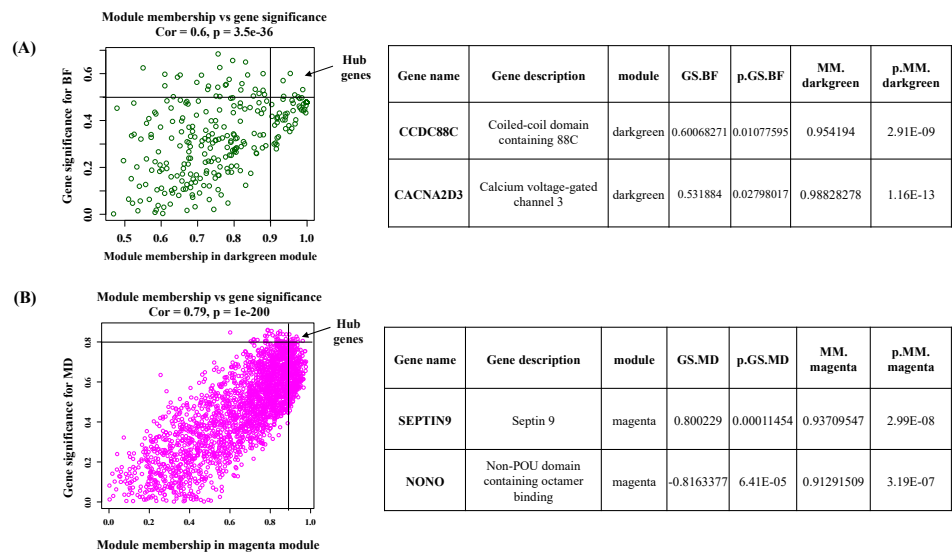 (A)
Module membership vs gene significance
Cor = 0.6, p = 3.5e-36
Hub
genes
Gene significance for BF
0.0
0.2
0.4
0.6
0.5
0.6
0.7
0.8
0.9
1.0
Module membership in darkgreen module
Gene name
Gene description
module
GS.BF
p.GS.BF
MM.
darkgreen
p.MM.
darkgreen
CCDC88C
Coiled-coil domain
containing 88C
darkgreen
0.60068271
0.01077595
0.954194
2.91E-09
CACNA2D3
Calcium voltage-gated
channel 3
darkgreen
0.531884
0.02798017
0.98828278
1.16E-13
(B)
Module membership vs gene significance
Cor = 0.79, p = 1e-200
Hub
genes
Gene significance for MD
0.0
0.2
0.4
0.6
0.8
0.0
0.2
0.4
0.6
0.8
1.0
Module membership in magenta module
Gene name
Gene description
module
GS.MD
p.GS.MD
MM.
magenta
p.MM.
magenta
SEPTIN9
Septin 9
magenta
0.800229
0.00011454
0.93709547
2.99E-08
NONO
Non-POU domain
containing octamer
binding
magenta
-0.8163377
6.41E-05
0.91291509
3.19E-07